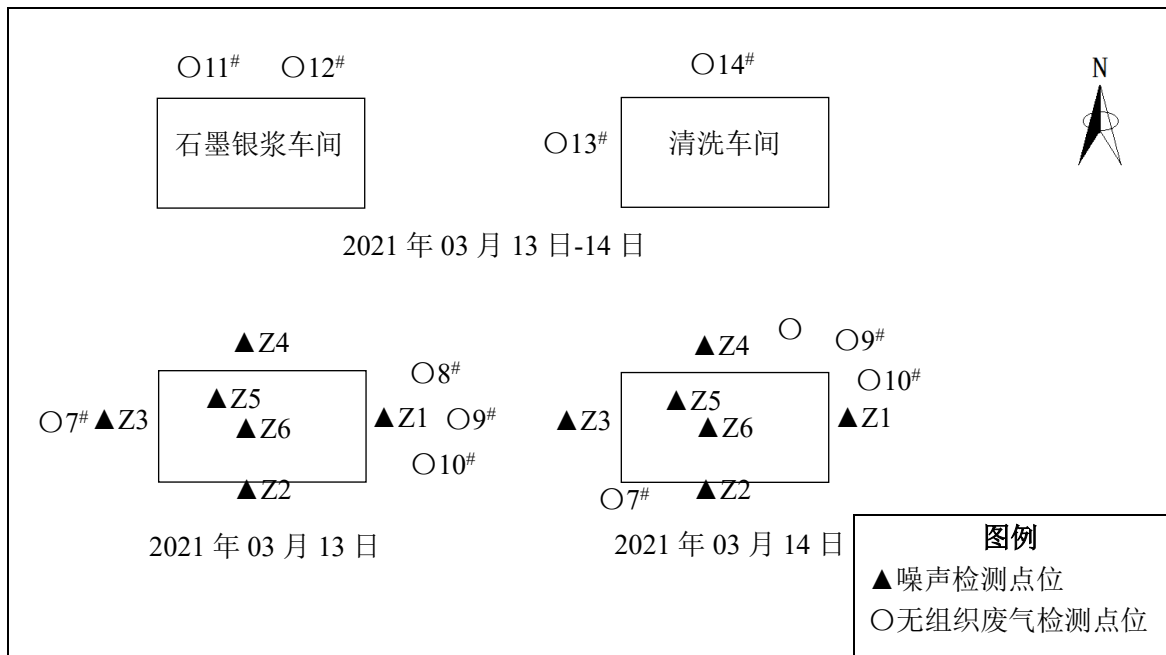 ○11# ○12# ○14# N
石墨银浆车间 ○13# 清洗车间
2021 年 03 月 13 日-14 日
▲Z4 ○8# ▲Z4 ○ ○9#
▲Z5 ▲Z5 ○10#
○7# ▲Z3 ▲Z6 ▲Z1 ○9# ▲Z3 ▲Z6 ▲Z1
○10#
▲Z2 ○7# ▲Z2
2021 年 03 月 13 日 2021 年 03 月 14 日
图例
▲噪声检测点位
○无组织废气检测点位